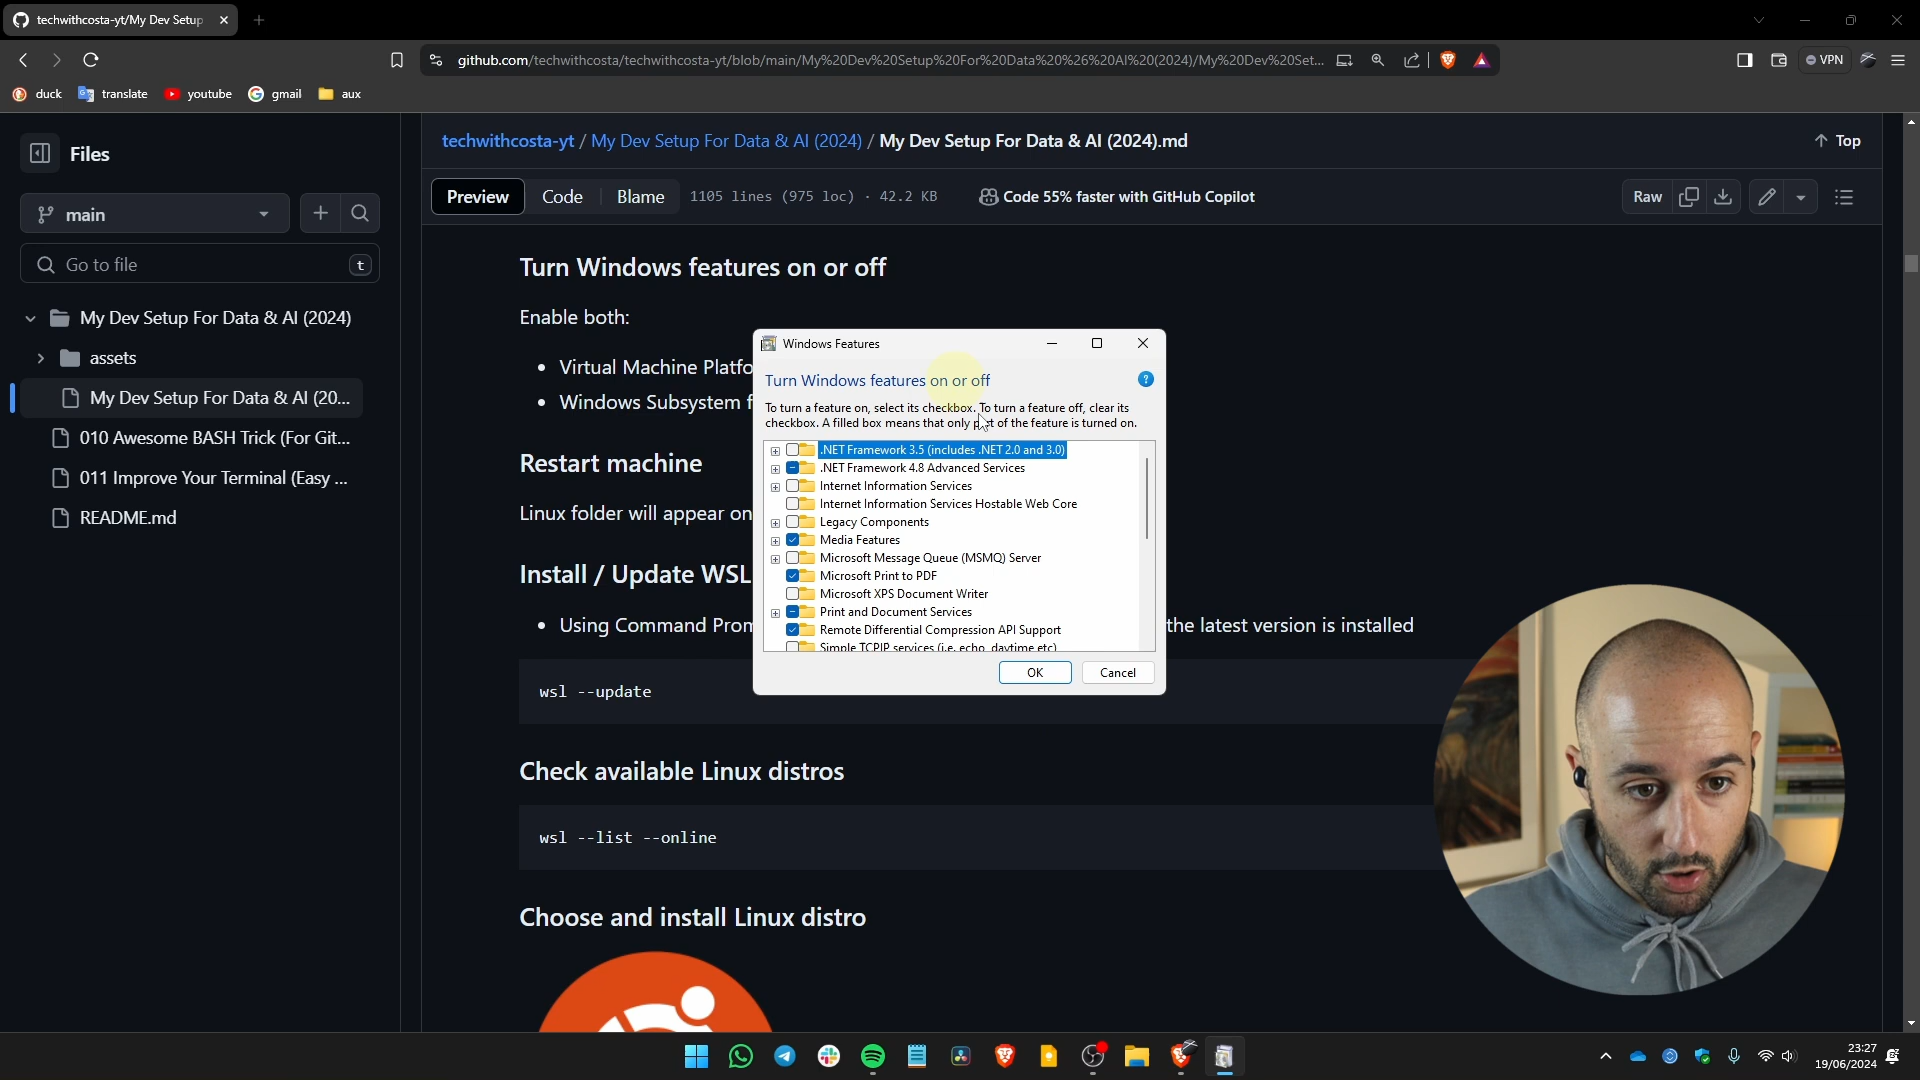 techwithcosta-yt/My Dev Setup
github.com/techwithcosta/techwithcosta-yt/blob/main/My%20Dev%20Setup%20For%20Data%20%26%20AI%20(2024)/My%20Dev%20Set...
VPN
duck
translate
youtube
gmail
aux
Files
main
Go to file
t
My Dev Setup For Data & AI (2024)
assets
My Dev Setup For Data & AI (20...
010 Awesome BASH Trick (For Git...
011 Improve Your Terminal (Easy ...
README.md
techwithcosta-yt / My Dev Setup For Data & AI (2024) / My Dev Setup For Data & AI (2024).md
Top
Preview
Code
Blame
1105 lines (975 loc) · 42.2 KB
Code 55% faster with GitHub Copilot
Raw
Turn Windows features on or off
Enable both:
• Virtual Machine Platfo
• Windows Subsystem f
Restart machine
Linux folder will appear on
Install / Update WSL
• Using Command Pron
the latest version is installed
wsl --update
Check available Linux distros
wsl --list --online
Choose and install Linux distro
Windows Features
Turn Windows features on or off
?
To turn a feature on, select its checkbox. To turn a feature off, clear its
checkbox. A filled box means that only part of the feature is turned on.
.NET Framework 3.5 (includes .NET 2.0 and 3.0)
.NET Framework 4.8 Advanced Services
Internet Information Services
Internet Information Services Hostable Web Core
Legacy Components
Media Features
Microsoft Message Queue (MSMQ) Server
Microsoft Print to PDF
Microsoft XPS Document Writer
Print and Document Services
Remote Differential Compression API Support
Simple TCPIP services (i.e. echo, daytime etc)
OK
Cancel
23:27
19/06/2024